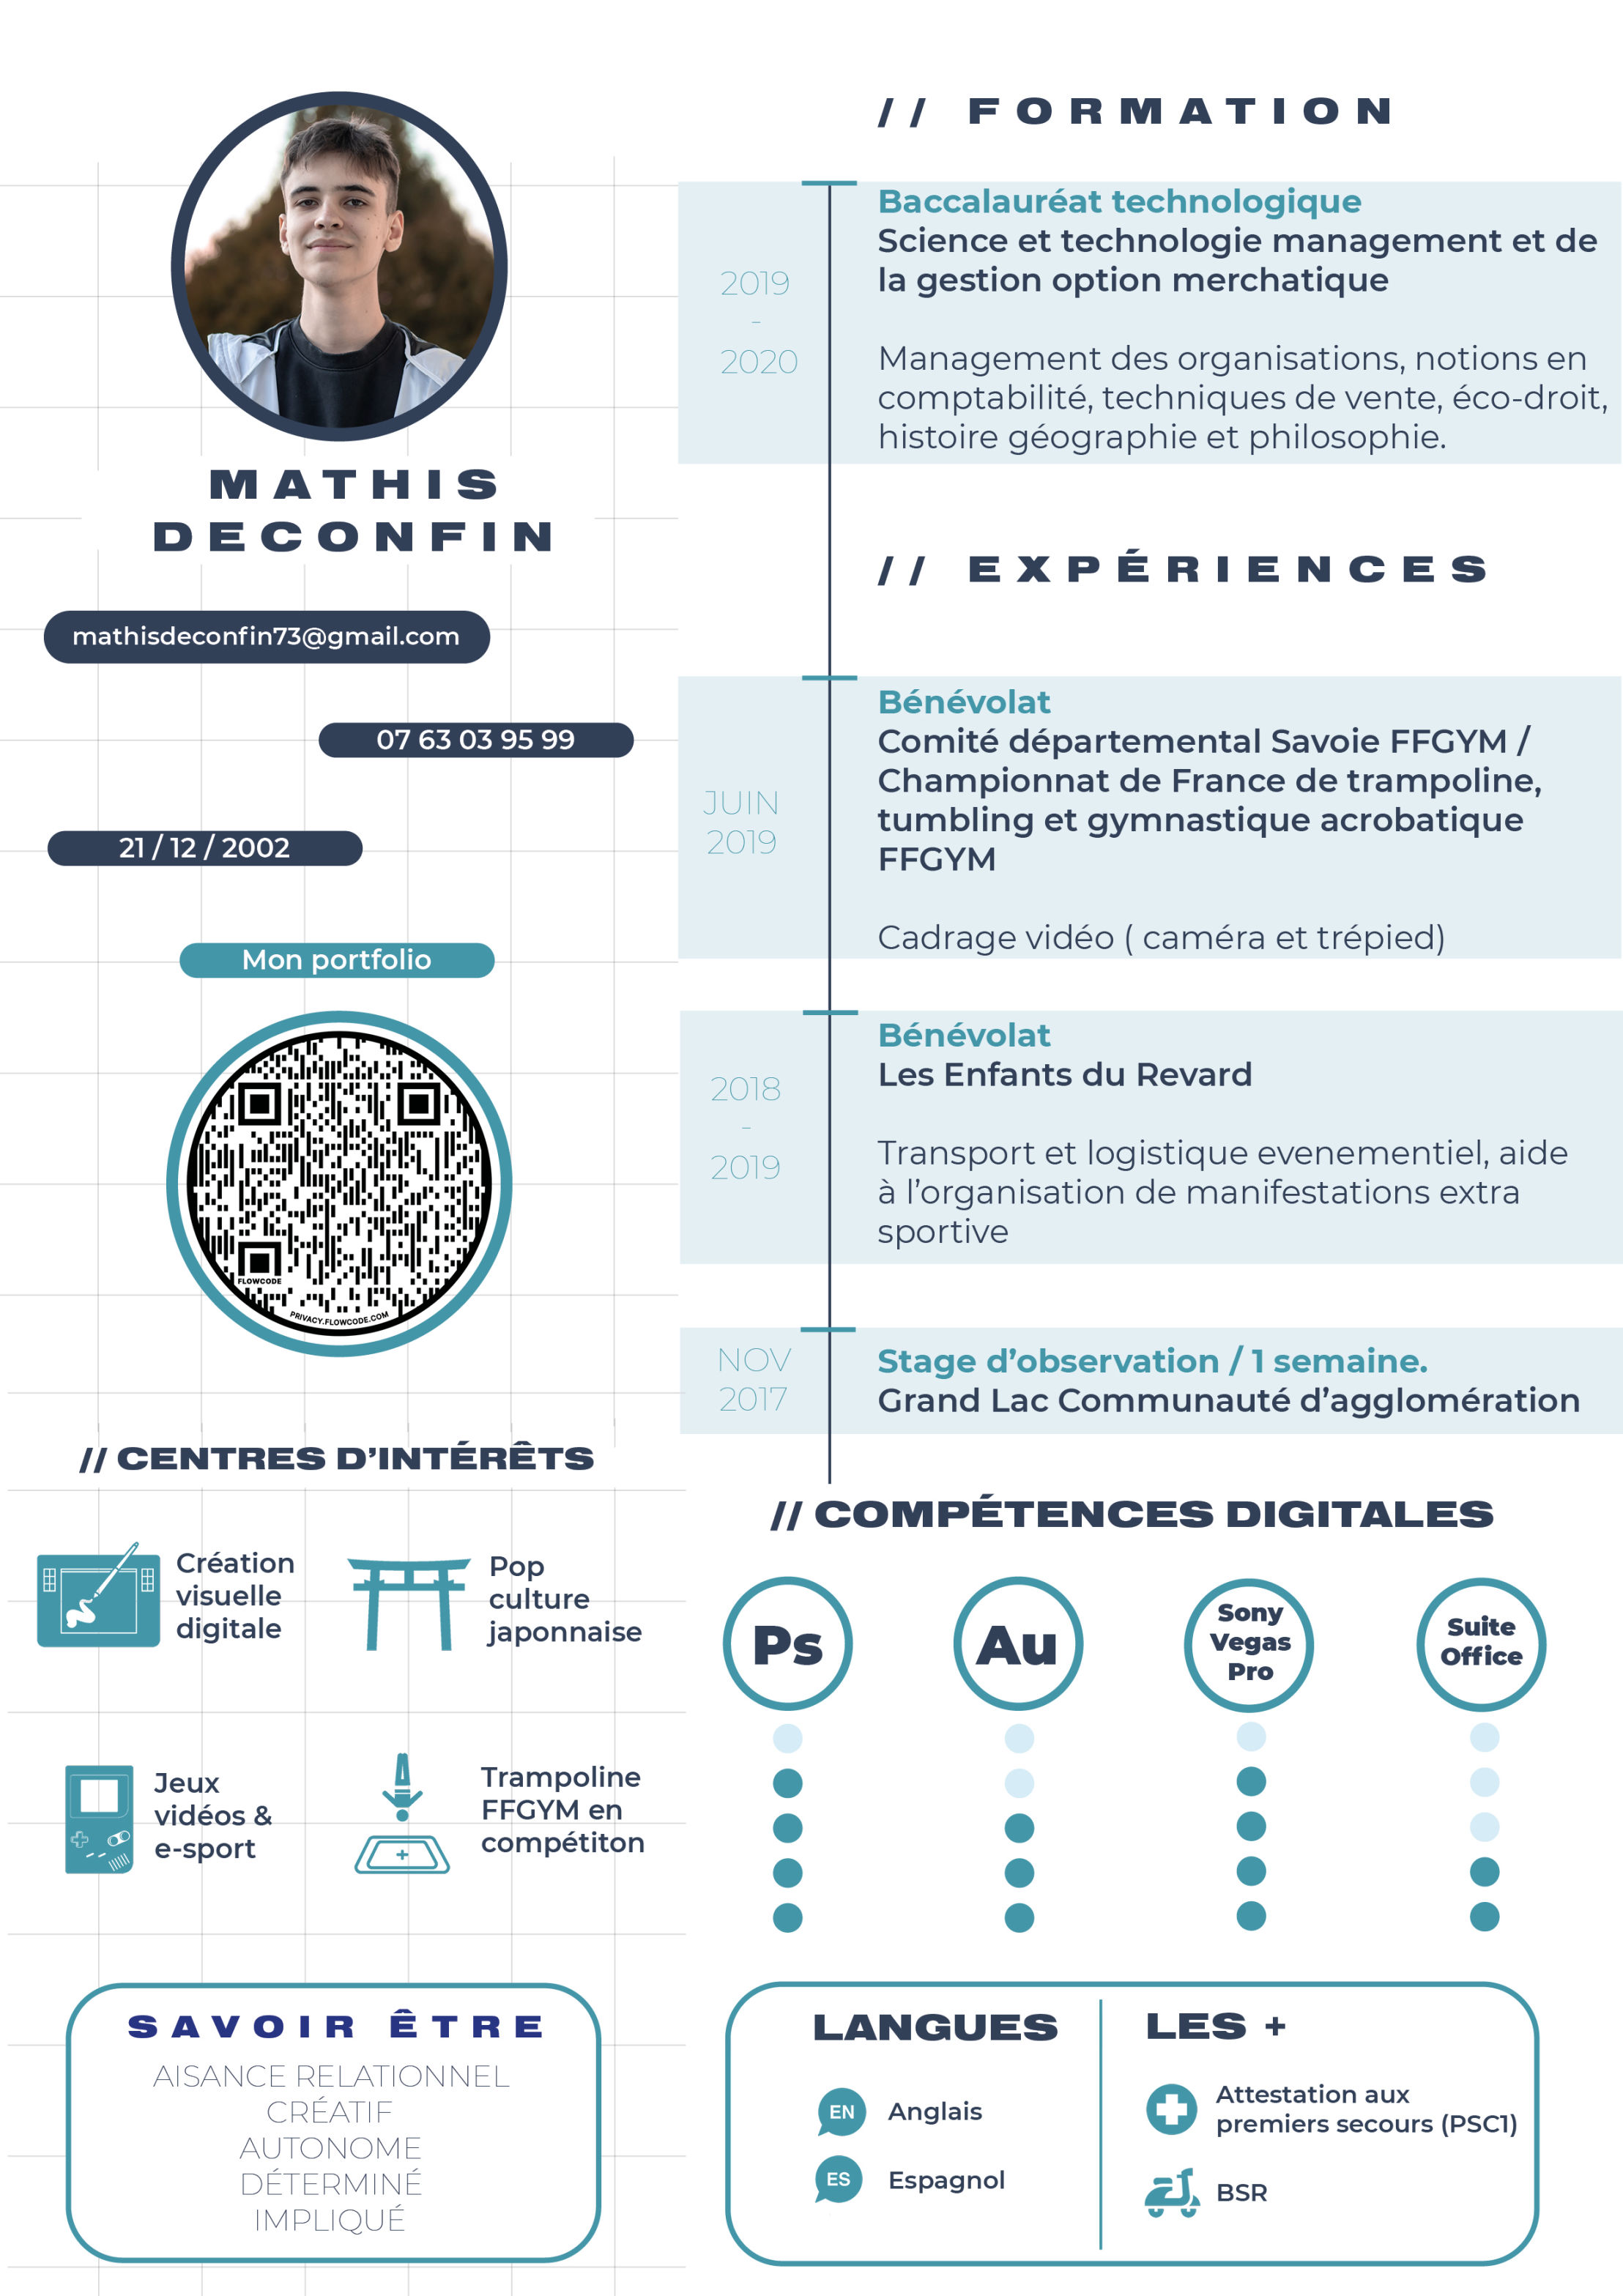 MATHIS
DECONFIN
mathisdeconfin73@gmail.com
07 63 03 95 99
21 / 12 / 2002
Mon portfolio
FLOWCODE
PRIVACY.FLOWCODE.COM
// CENTRES D’INTÉRÊTS
Création
visuelle
digitale
Pop
culture
japonnaise
Jeux
vidéos &
e-sport
Trampoline
FFGYM en
compétiton
SAVOIR ÊTRE
AISANCE RELATIONNEL
CRÉATIF
AUTONOME
DÉTERMINÉ
IMPLIQUÉ
// FORMATION
2019
-
2020
Baccalauréat technologique
Science et technologie management et de
la gestion option merchatique
Management des organisations, notions en
comptabilité, techniques de vente, éco-droit,
histoire géographie et philosophie.
// EXPÉRIENCES
JUIN
2019
Bénévolat
Comité départemental Savoie FFGYM /
Championnat de France de trampoline,
tumbling et gymnastique acrobatique
FFGYM
Cadrage vidéo ( caméra et trépied)
2018
-
2019
Bénévolat
Les Enfants du Revard
Transport et logistique evenementiel, aide
à l’organisation de manifestations extra
sportive
NOV
2017
Stage d’observation / 1 semaine.
Grand Lac Communauté d’agglomération
// COMPÉTENCES DIGITALES
Ps
Au
Sony
Vegas
Pro
Suite
Office
LANGUES
EN Anglais
ES Espagnol
LES +
Attestation aux
premiers secours (PSC1)
BSR